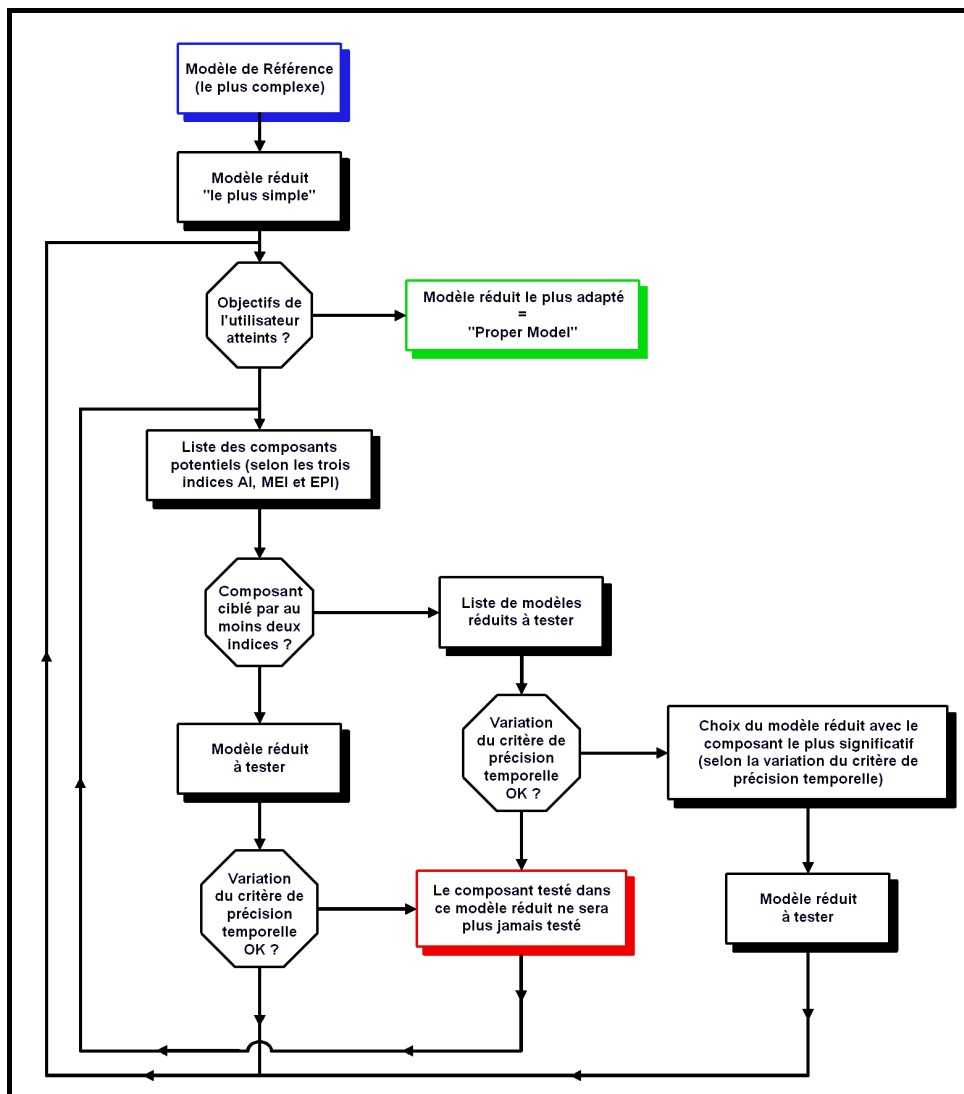 Modèle de Référence
(le plus complexe)
Modèle réduit
"le plus simple"
Objectifs de
l'utilisateur
atteints ?
Modèle réduit le plus adapté
=
"Proper Model"
Liste des composants
potentiels (selon les trois
indices AI, MEI et EPI)
Composant
ciblé par au
moins deux
indices ?
Liste de modèles
réduits à tester
Modèle réduit
à tester
Variation
du critère de
précision
temporelle
OK ?
Choix du modèle réduit avec le
composant le plus significatif
(selon la variation du critère de
précision temporelle)
Variation
du critère de
précision
temporelle
OK ?
Le composant testé dans
ce modèle réduit ne sera
plus jamais testé
Modèle réduit
à tester